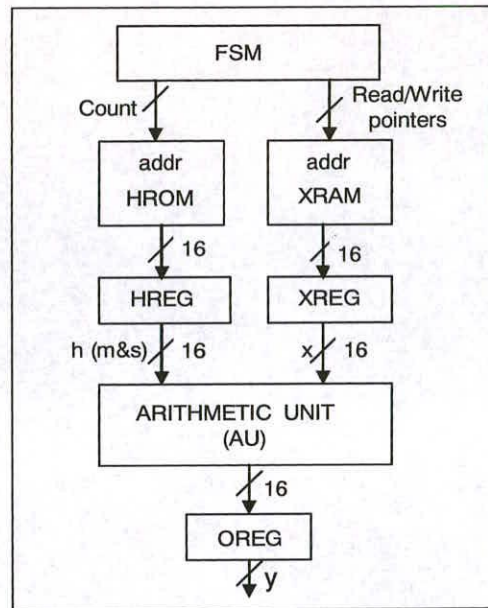 FSM
Count
Read/Write
pointers
addr
HROM
addr
XRAM
16
16
HREG
XREG
h (m&s)
16
x
16
ARITHMETIC UNIT
(AU)
16
OREG
y